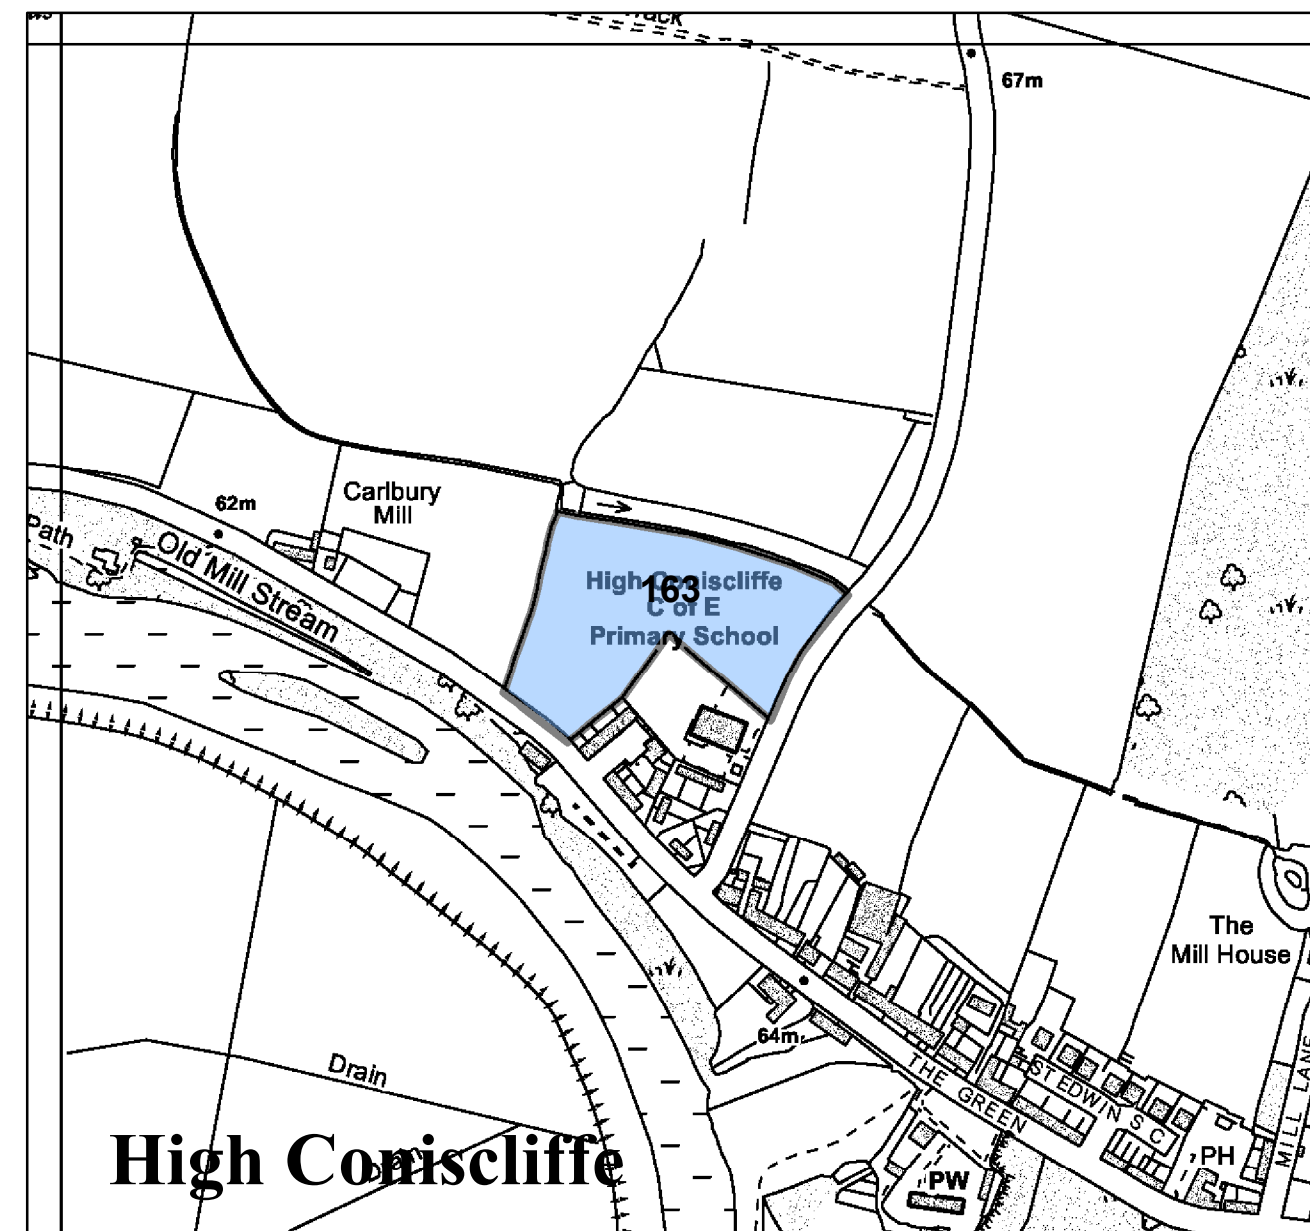 67m
Carlbury
Mill
62m
Path
Old Mill Stream
High Coniscliffe
163
C of E
Primary School
The
Mill House
64m
Drain
THE GREEN
ST EDWIN'S C
MILL LANE
High Coniscliffe
PH
PW